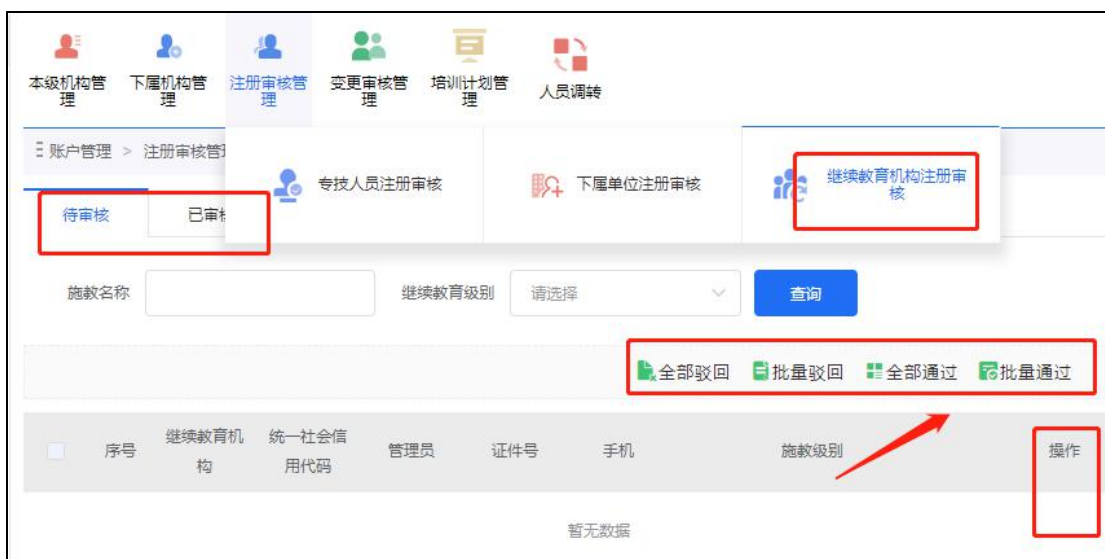 本级机构管
理
下属机构管
理
注册审核管
理
变更审核管
理
培训计划管
理
人员调转
账户管理 > 注册审核管
专技人员注册审核
下属单位注册审核
继续教育机构注册审
核
待审核
已审
施教名称
继续教育级别
请选择
查询
全部驳回
批量驳回
全部通过
批量通过
序号
继续教育机
构
统一社会信
用代码
管理员
证件号
手机
施教级别
操作
暂无数据